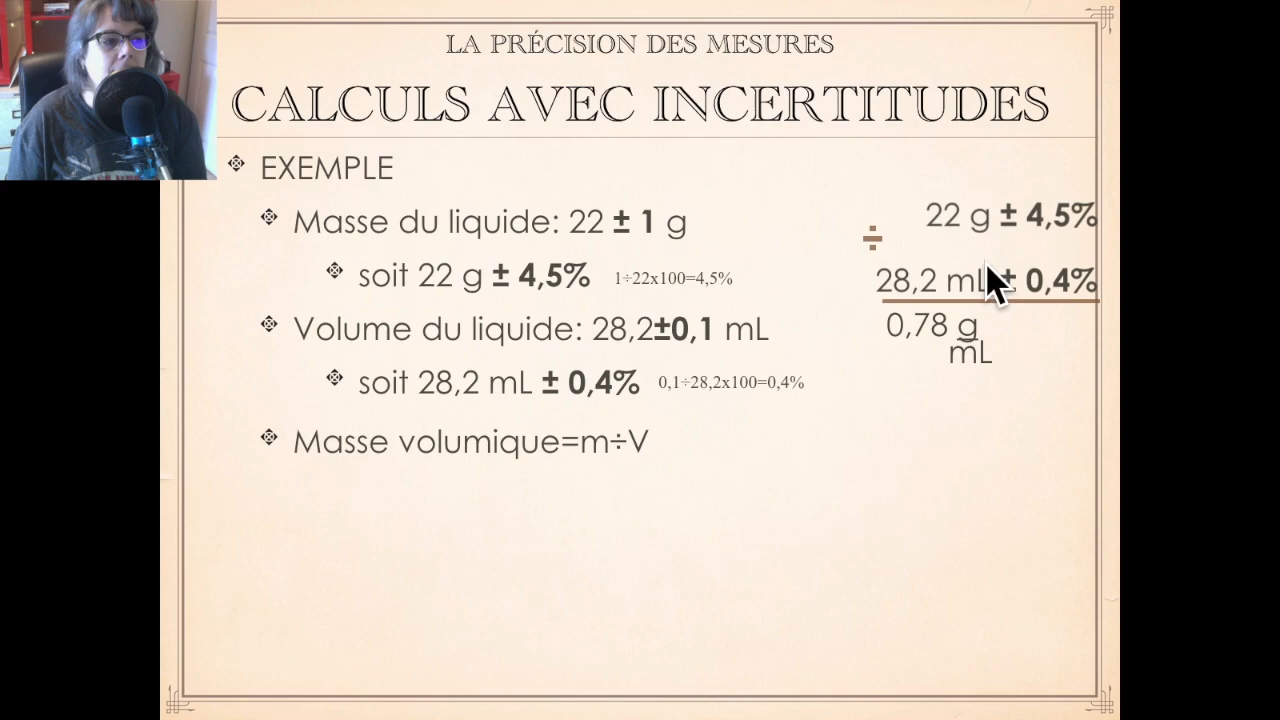 LA PRÉCISION DES MESURES
CALCULS AVEC INCERTITUDES
EXEMPLE
Masse du liquide: 22 ± 1 g
soit 22 g ± 4,5% 1÷22x100=4,5%
Volume du liquide: 28,2±0,1 mL
soit 28,2 mL ± 0,4% 0,1÷28,2x100=0,4%
Masse volumique=m÷V
22 g ± 4,5%
÷
28,2 mL ± 0,4%
0,78 g
mL